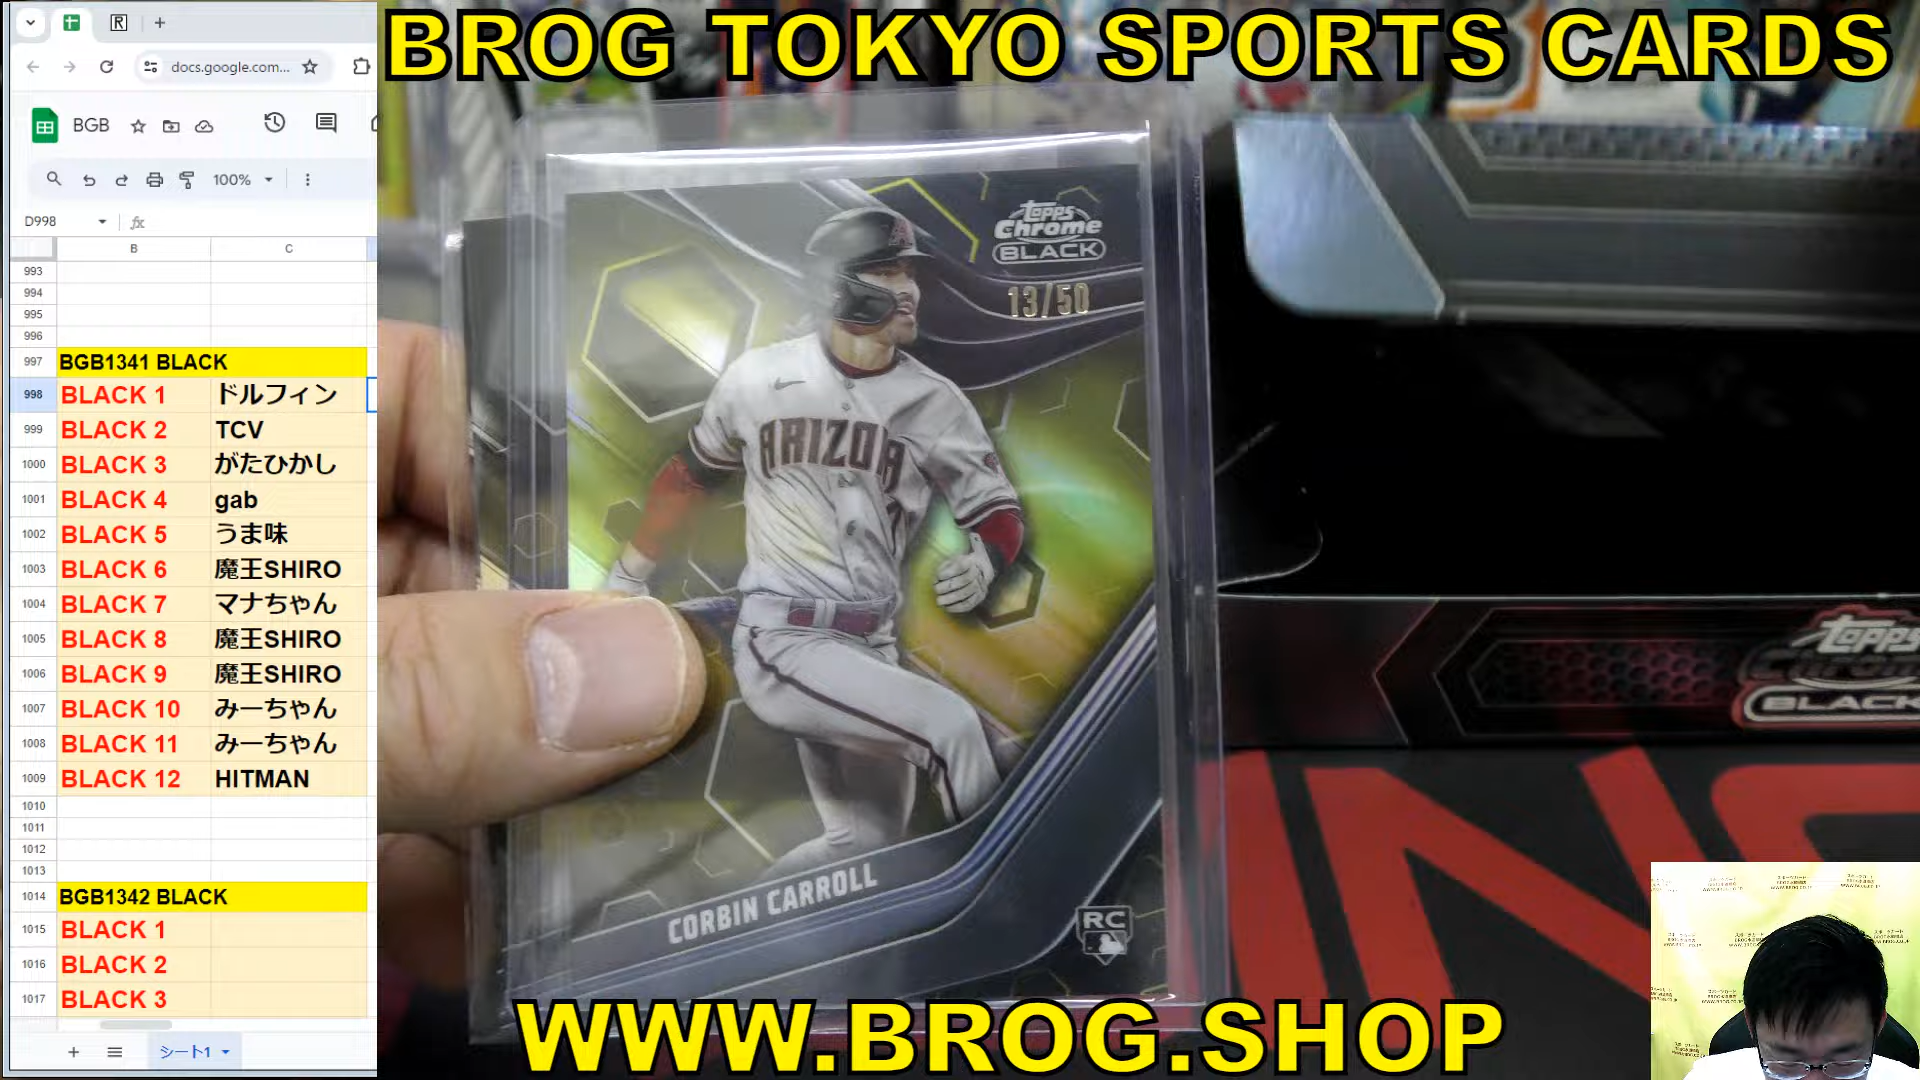 BROG TOKYO SPORTS CARDS
docs.google.com...
BGB
100%
D998
fx
B C
993
994
995
996
997 BGB1341 BLACK
998 BLACK 1 ドルフィン
999 BLACK 2 TCV
1000 BLACK 3 がたひかし
1001 BLACK 4 gab
1002 BLACK 5 うま味
1003 BLACK 6 魔王SHIRO
1004 BLACK 7 マナちゃん
1005 BLACK 8 魔王SHIRO
1006 BLACK 9 魔王SHIRO
1007 BLACK 10 みーちゃん
1008 BLACK 11 みーちゃん
1009 BLACK 12 HITMAN
1010
1011
1012
1013
1014 BGB1342 BLACK
1015 BLACK 1
1016 BLACK 2
1017 BLACK 3
シート1
topps
Chrome
BLACK
13/50
A
ARIZON
CORBIN CARROLL
RC
topps
Chrome
BLACK
WWW.BROG.SHOP